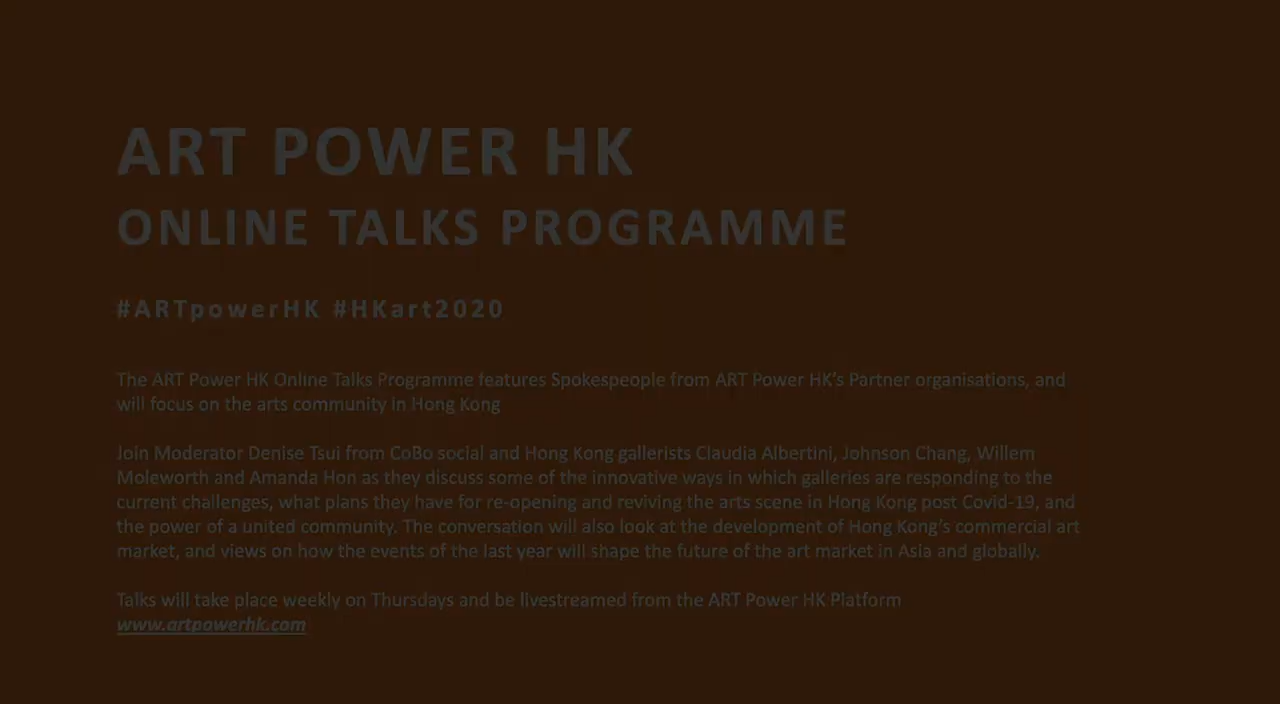 ART POWER HK
ONLINE TALKS PROGRAMME
#ARTpowerHK #HKart2020
The ART Power HK Online Talks Programme features Spokespeople from ART Power HK’s Partner organisations, and
will focus on the arts community in Hong Kong
Join Moderator Denise Tsui from CoBo social and Hong Kong gallerists Claudia Albertini, Johnson Chang, Willem
Moleworth and Amanda Hon as they discuss some of the innovative ways in which galleries are responding to the
current challenges, what plans they have for re-opening and reviving the arts scene in Hong Kong post Covid-19, and
the power of a united community. The conversation will also look at the development of Hong Kong’s commercial art
market, and views on how the events of the last year will shape the future of the art market in Asia and globally.
Talks will take place weekly on Thursdays and be livestreamed from the ART Power HK Platform
www.artpowerhk.com